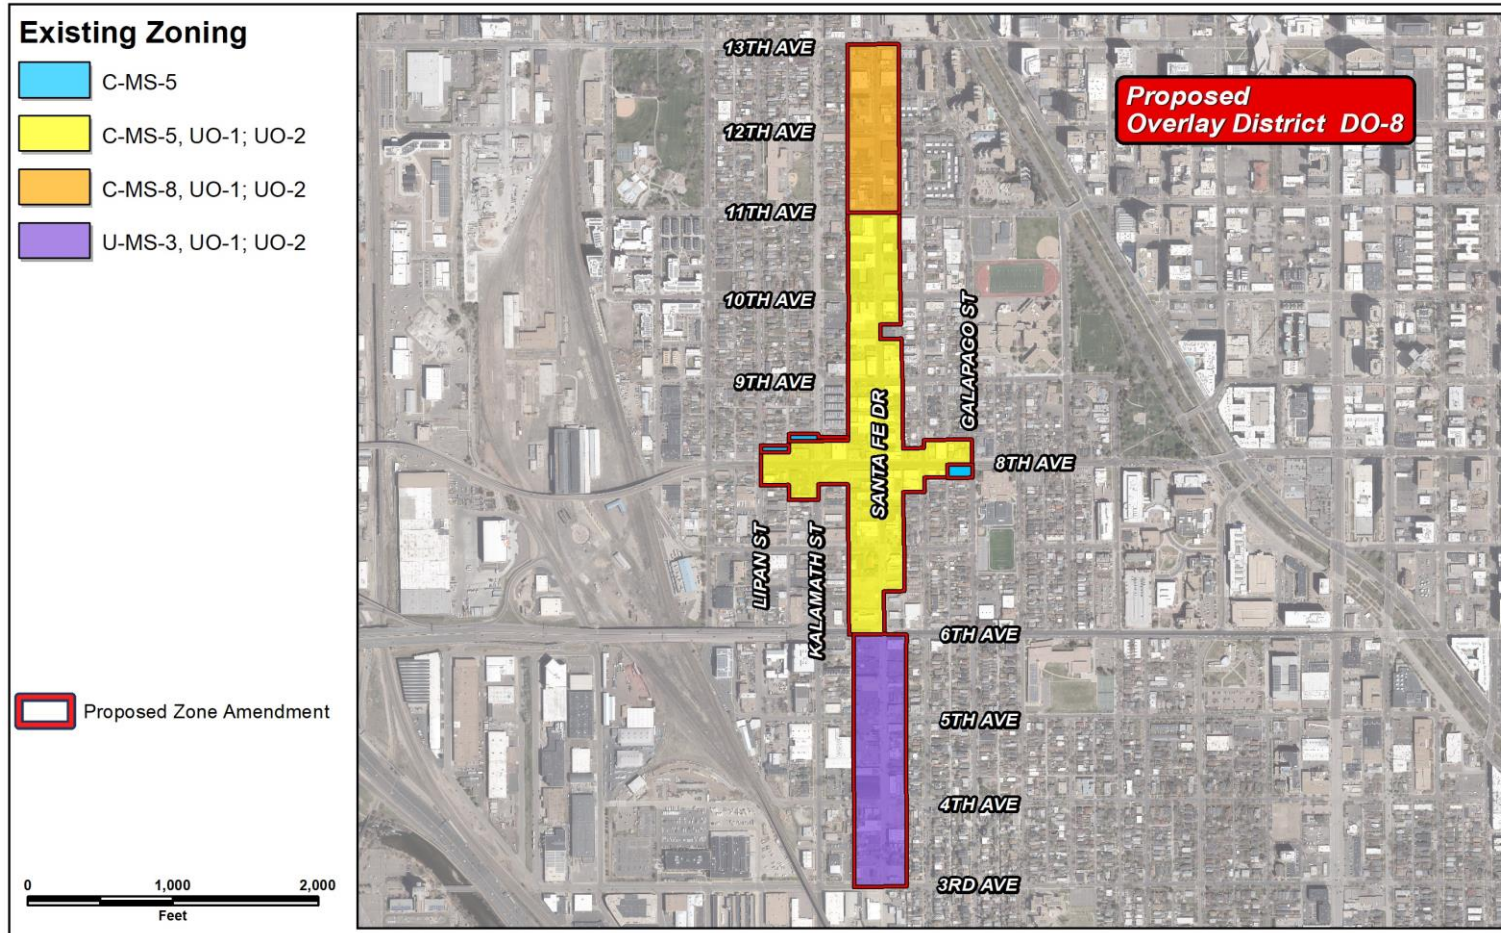 Existing Zoning
C-MS-5
C-MS-5, UO-1; UO-2
C-MS-8, UO-1; UO-2
U-MS-3, UO-1; UO-2
Proposed Zone Amendment
0 1,000 2,000
Feet
Proposed
Overlay District DO-8
13TH AVE
12TH AVE
11TH AVE
10TH AVE
9TH AVE
GALAPAGO ST
SANTA FE DR
8TH AVE
LIPAN ST
KALAMATH ST
6TH AVE
5TH AVE
4TH AVE
3RD AVE